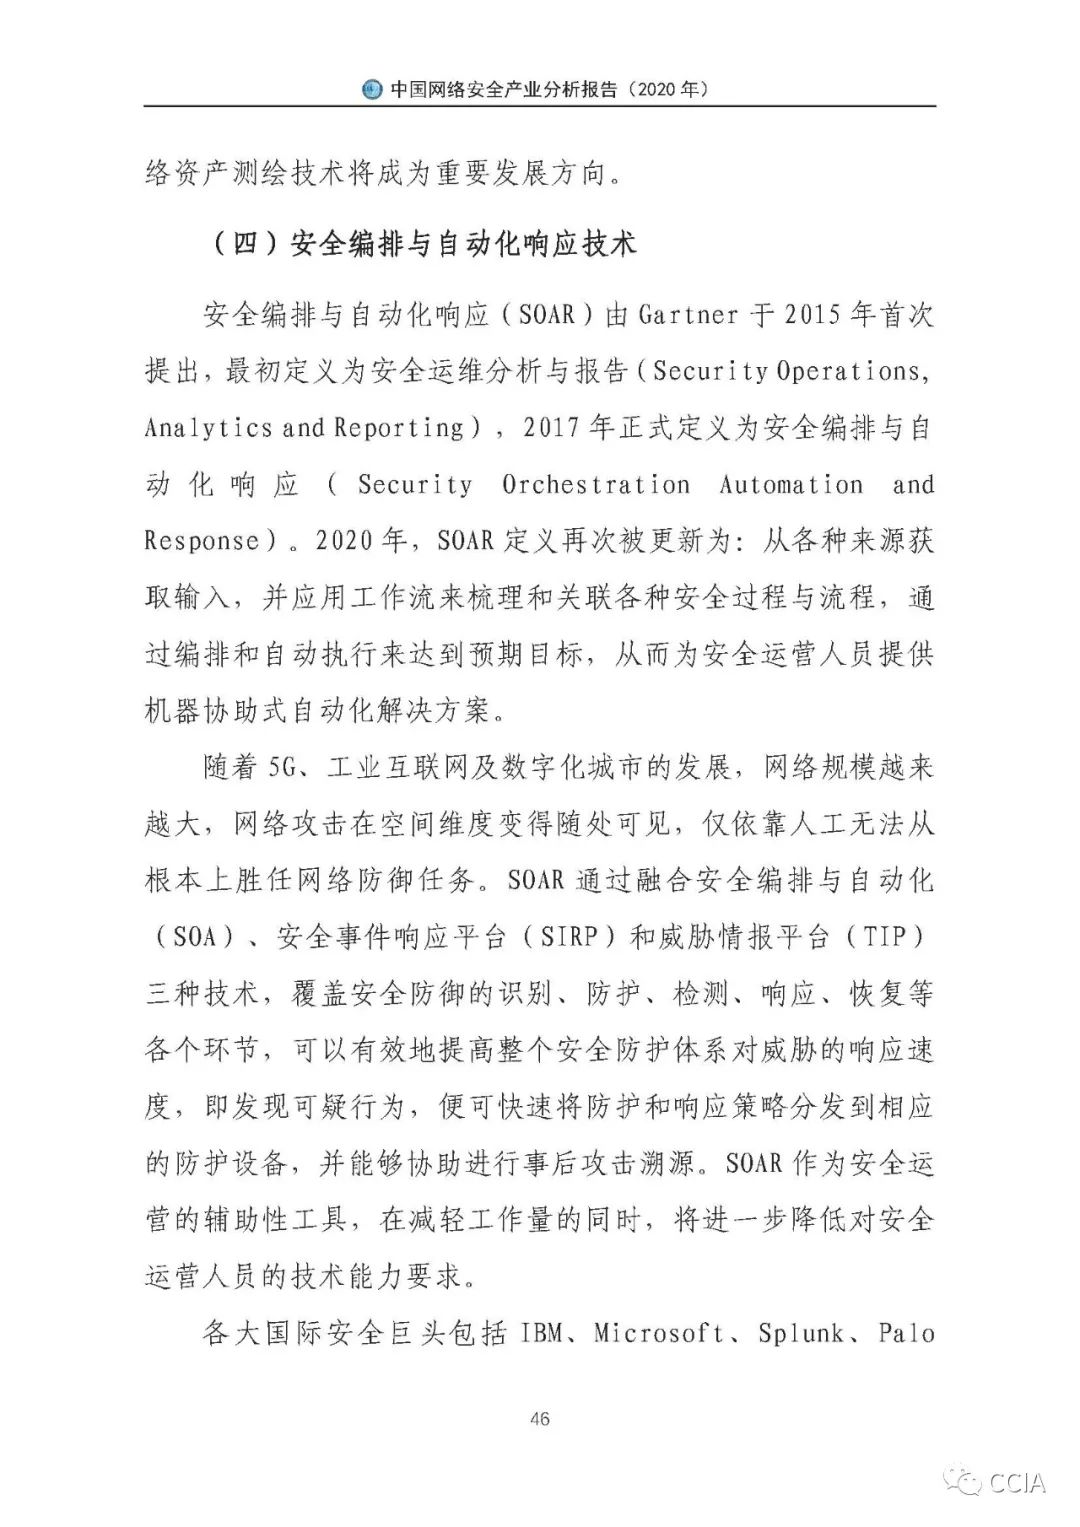 中国网络安全产业分析报告（2020 年）
络资产测绘技术将成为重要发展方向。
（四）安全编排与自动化响应技术
安全编排与自动化响应（SOAR）由 Gartner 于 2015 年首次
提出，最初定义为安全运维分析与报告（Security Operations,
Analytics and Reporting），2017 年正式定义为安全编排与自
动化响应（Security Orchestration Automation and
Response）。2020 年，SOAR 定义再次被更新为：从各种来源获
取输入，并应用工作流来梳理和关联各种安全过程与流程，通
过编排和自动执行来达到预期目标，从而为安全运营人员提供
机器协助式自动化解决方案。
随着 5G、工业互联网及数字化城市的发展，网络规模越来
越大，网络攻击在空间维度变得随处可见，仅依靠人工无法从
根本上胜任网络防御任务。SOAR 通过融合安全编排与自动化
（SOA）、安全事件响应平台（SIRP）和威胁情报平台（TIP）
三种技术，覆盖安全防御的识别、防护、检测、响应、恢复等
各个环节，可以有效地提高整个安全防护体系对威胁的响应速
度，即发现可疑行为，便可快速将防护和响应策略分发到相应
的防护设备，并能够协助进行事后攻击溯源。SOAR 作为安全运
营的辅助性工具，在减轻工作量的同时，将进一步降低对安全
运营人员的技术能力要求。
各大国际安全巨头包括 IBM、Microsoft、Splunk、Palo
46
CCIA